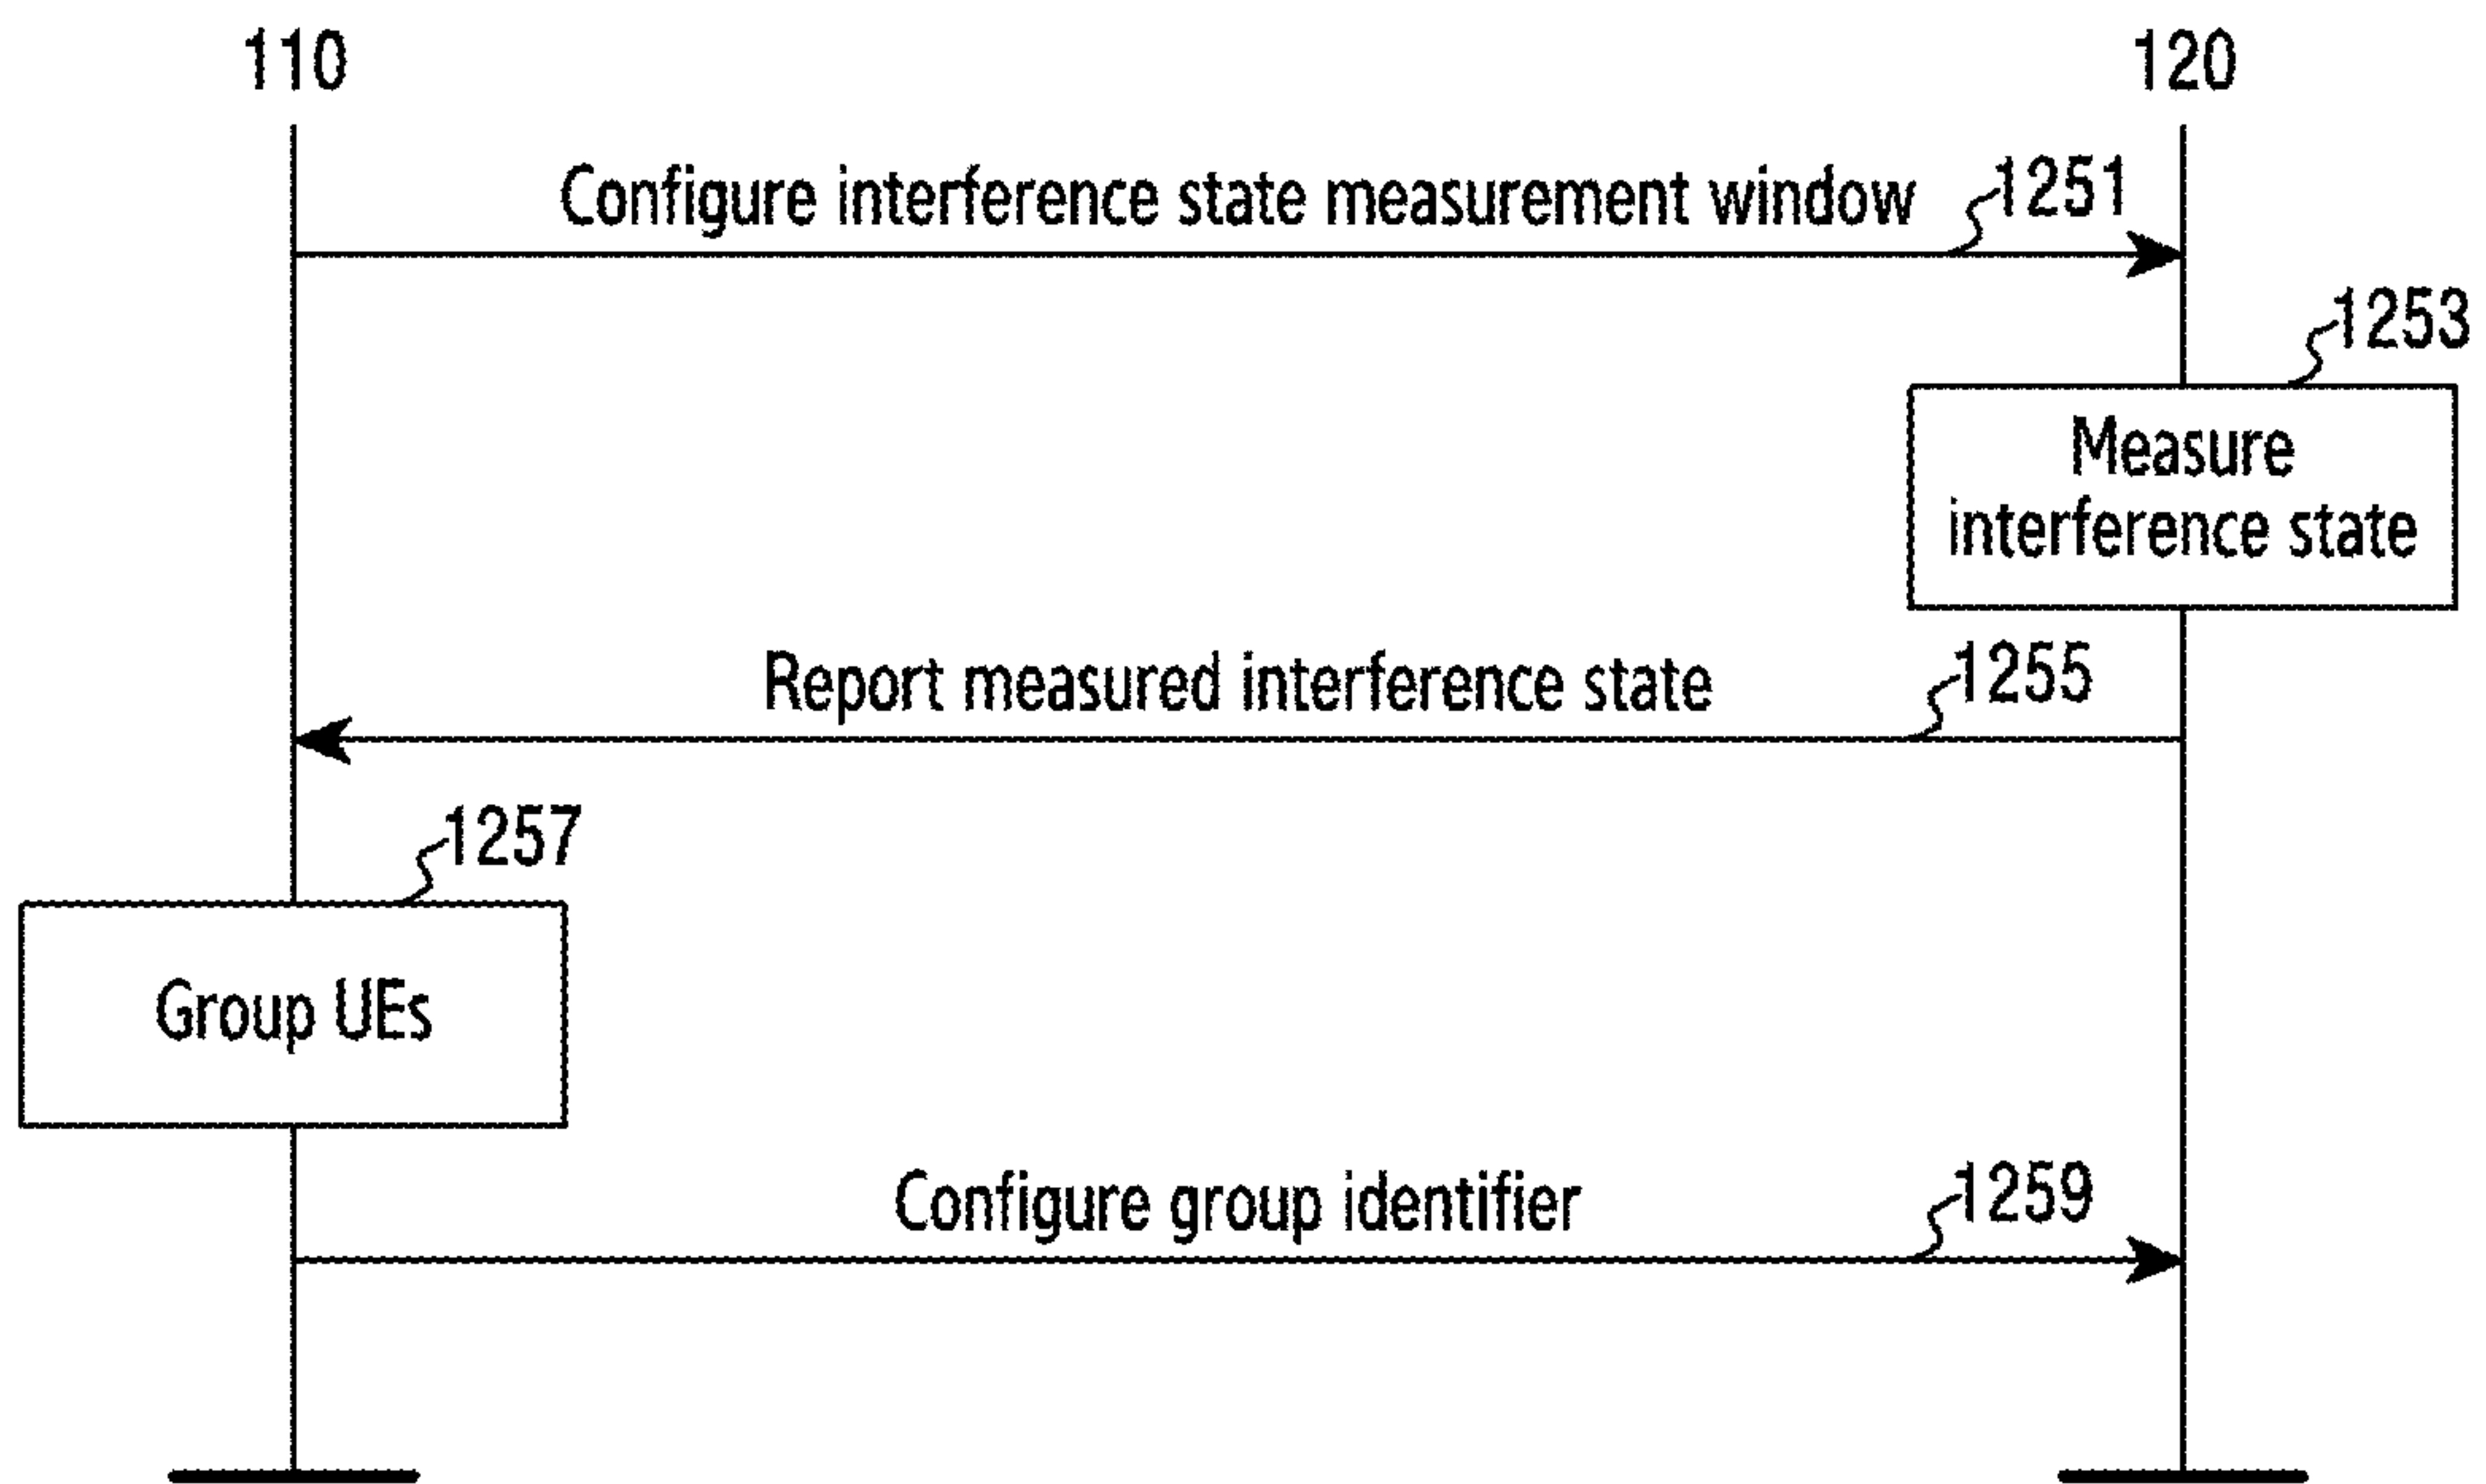 110
120
Configure interference state measurement window
1251
1253
Measure
interference state
Report measured interference state
1255
1257
Group UEs
Configure group identifier
1259